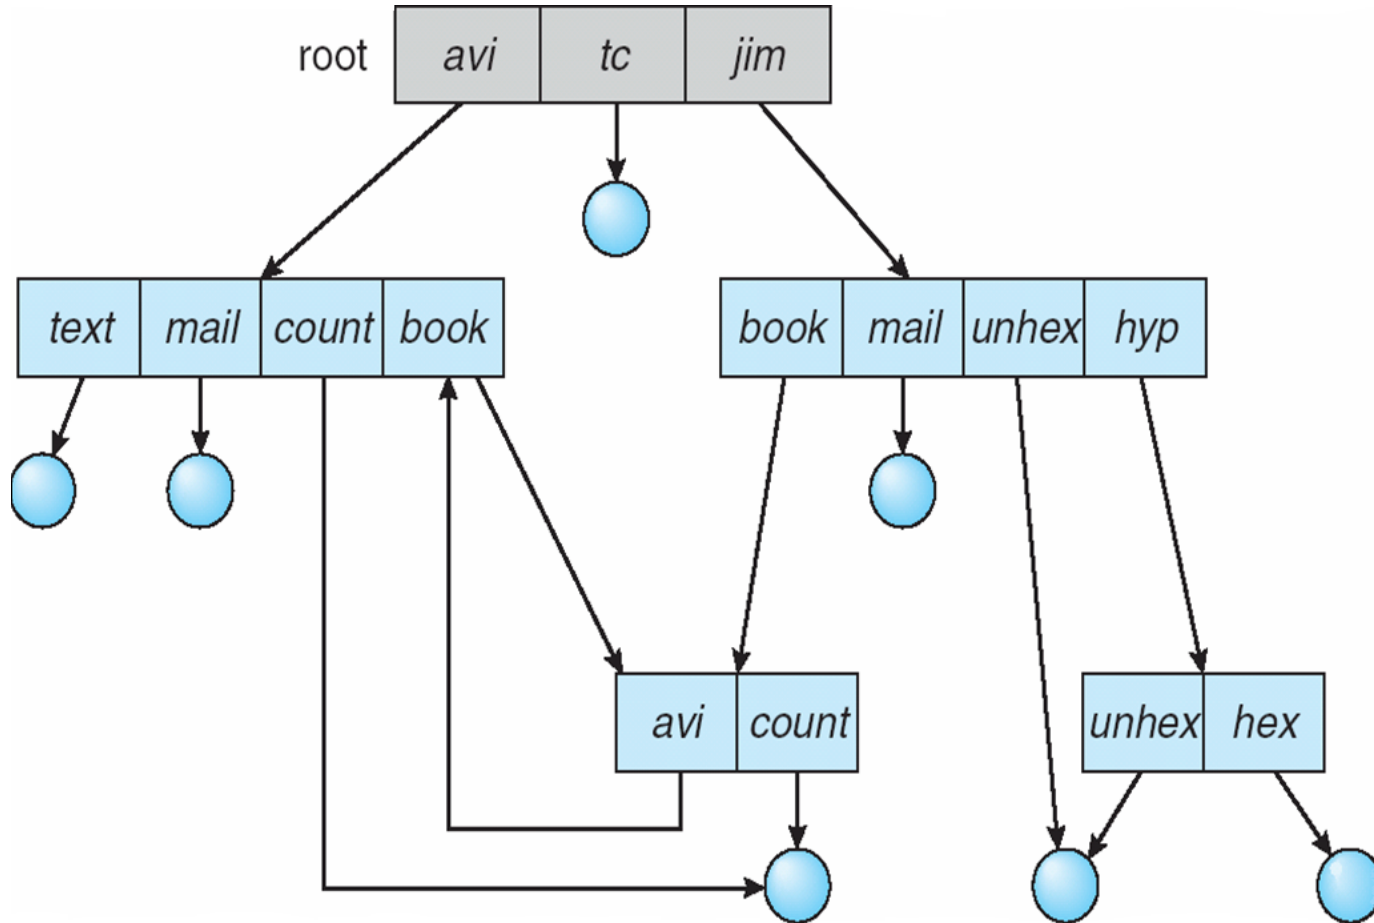 root avi tc jim
text mail count book
book mail unhex hyp
avi count
unhex hex